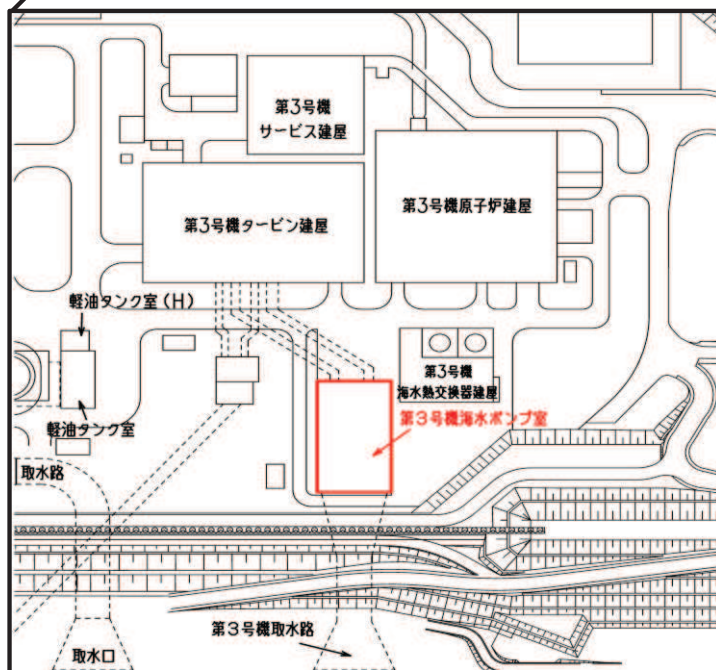 第3号機
サービス建屋
第3号機タービン建屋
第3号機原子炉建屋
軽油タンク室(H)
第3号機
海水熱交換器建屋
第3号機海水ポンプ室
軽油タンク室
取水路
第3号機取水路
取水口